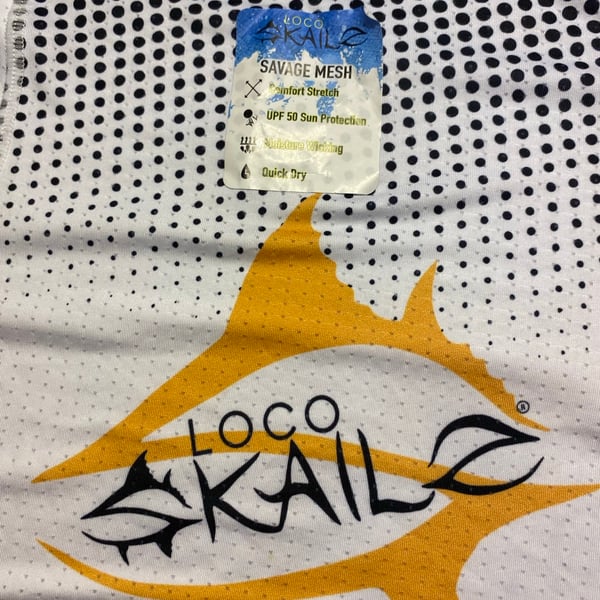 LOCO
SKAILZ
SAVAGE MESH
Comfort Stretch
UPF 50 Sun Protection
Moisture Wicking
Quick Dry
®
LOCO
SKAILZ